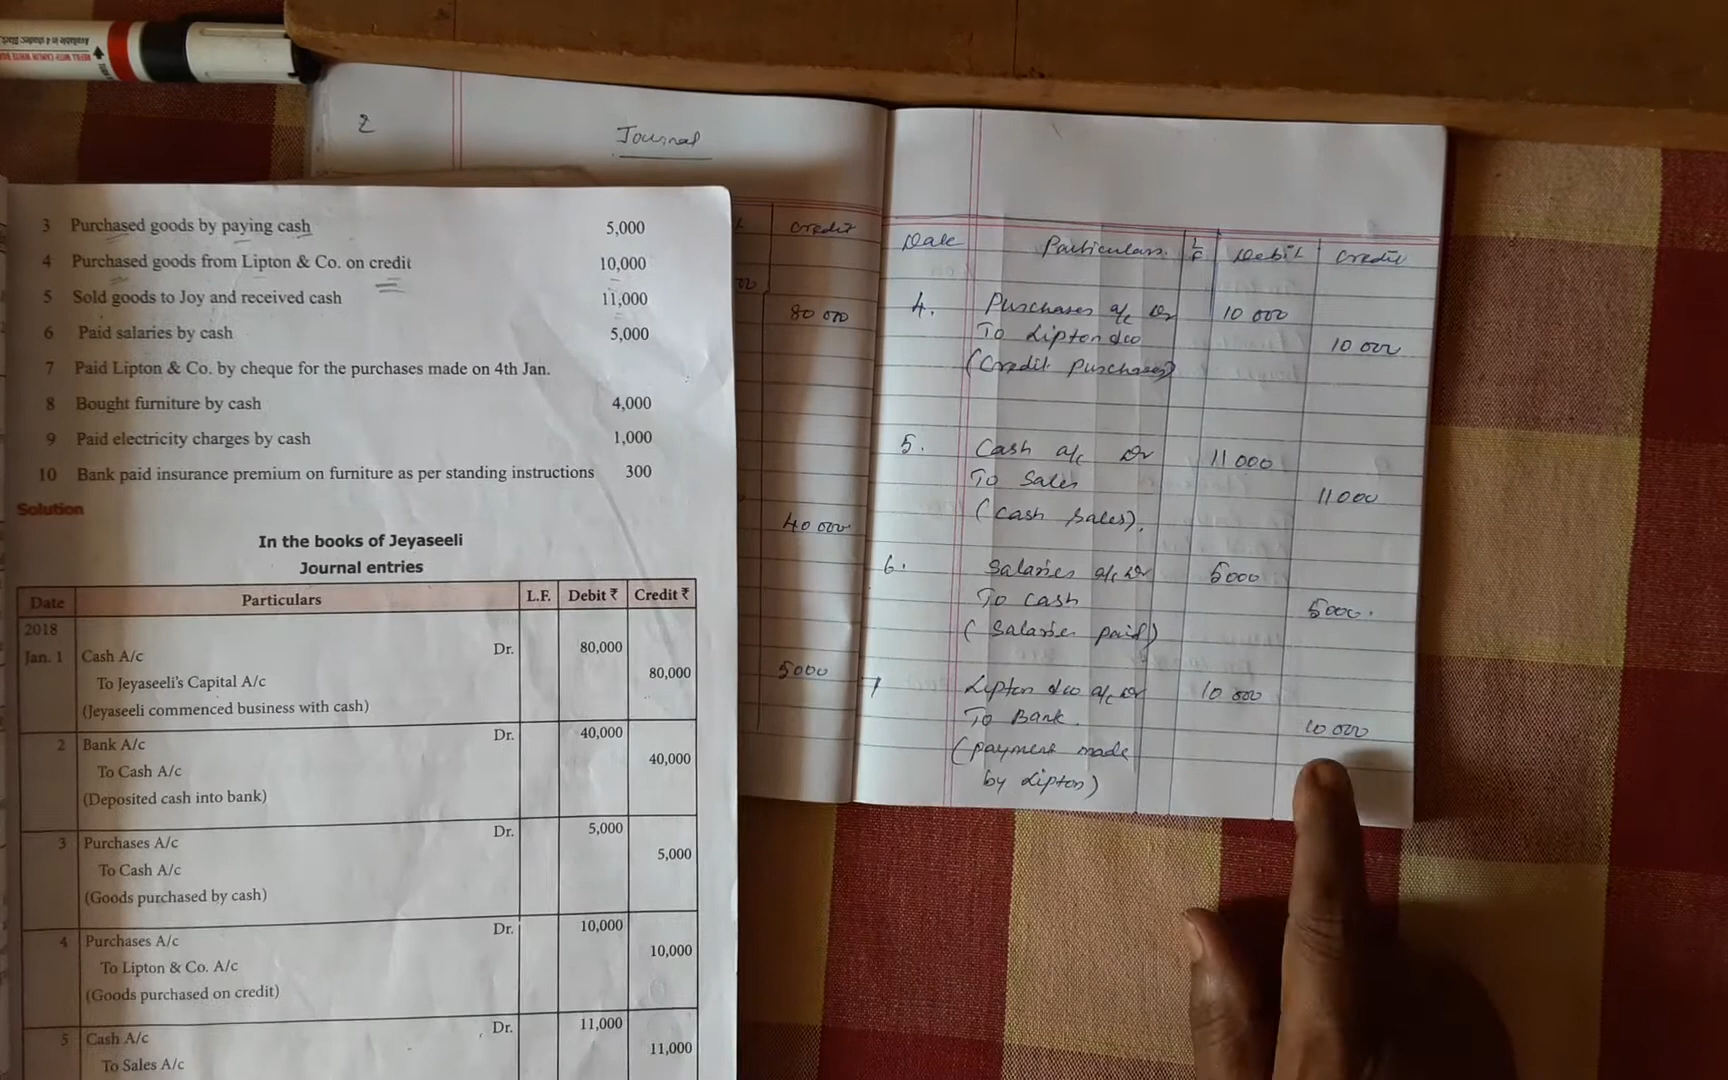 2
Journal
3 Purchased goods by paying cash 5,000
4 Purchased goods from Lipton & Co. on credit 10,000
5 Sold goods to Joy and received cash 11,000
6 Paid salaries by cash 5,000
7 Paid Lipton & Co. by cheque for the purchases made on 4th Jan.
8 Bought furniture by cash 4,000
9 Paid electricity charges by cash 1,000
10 Bank paid insurance premium on furniture as per standing instructions 300
Solution
In the books of Jeyaseeli
Journal entries
Date Particulars L.F. Debit ₹ Credit ₹
2018
Jan. 1 Cash A/c Dr. 80,000
To Jeyaseeli's Capital A/c 80,000
(Jeyaseeli commenced business with cash)
2 Bank A/c Dr. 40,000
To Cash A/c 40,000
(Deposited cash into bank)
3 Purchases A/c Dr. 5,000
To Cash A/c 5,000
(Goods purchased by cash)
4 Purchases A/c Dr. 10,000
To Lipton & Co. A/c 10,000
(Goods purchased on credit)
5 Cash A/c Dr. 11,000
To Sales A/c 11,000
Credit
80 000
40 000
5000
Date Particulars. L/F Debit Credit
4. Purchases a/c Dr 10 000
To Lipton &co 10 000
(Credit Purchases)
5. Cash a/c Dr 11 000
To Sales 11000
(Cash Sales).
6. Salaries a/c Dr 5000
To Cash 5000.
(Salaries paid)
7 Lipton &co a/c Dr 10 000
To Bank. 10 000
(payment made
by Lipton)